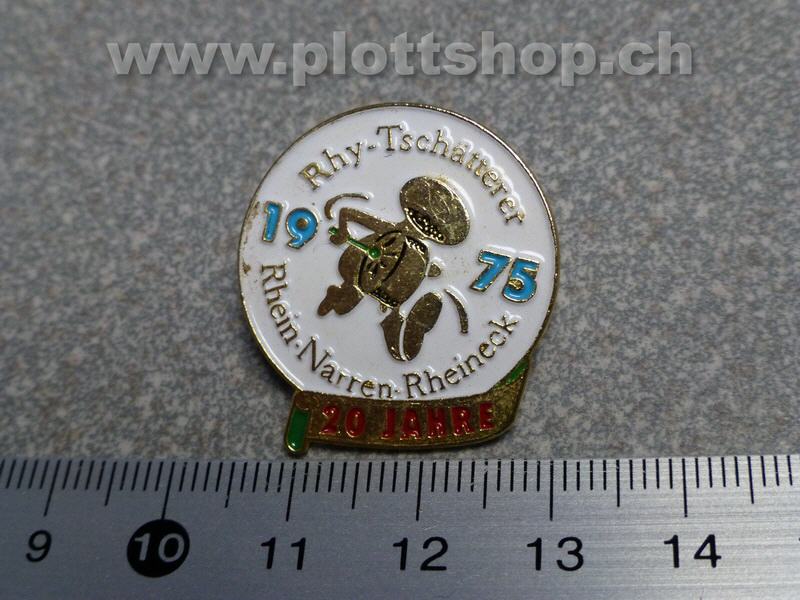 www.plottshop.ch
Rhy-Tschätterer
19 75
Rhein-Narren-Rheineck
20 JAHRE
9 10 11 12 13 14